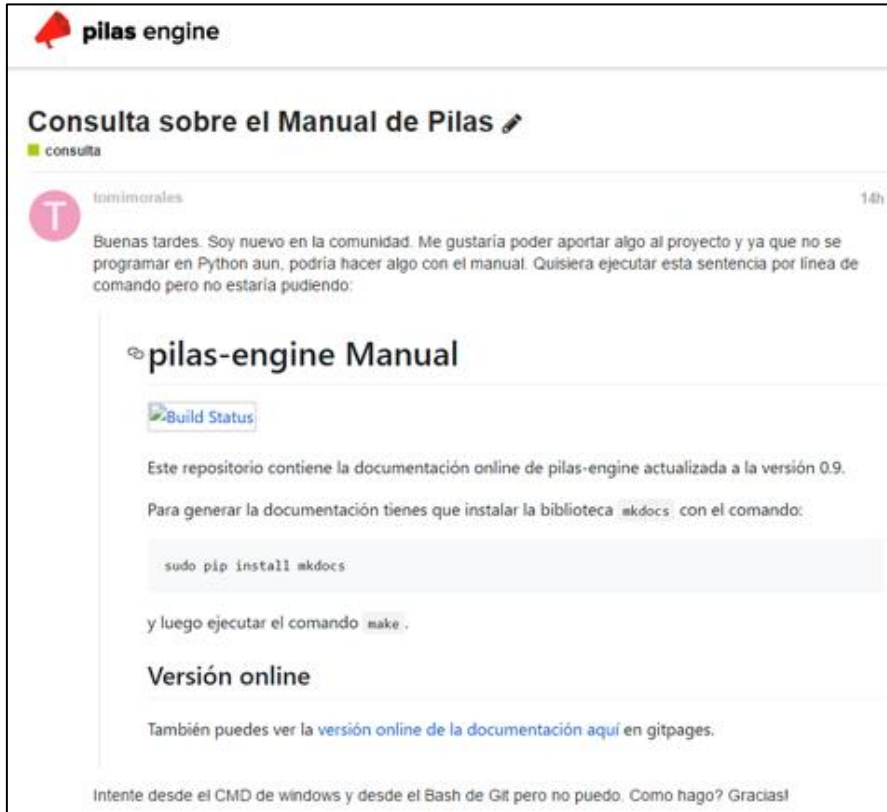 pilas engine
Consulta sobre el Manual de Pilas
consulta
T
tomimorales
14h
Buenas tardes. Soy nuevo en la comunidad. Me gustaría poder aportar algo al proyecto y ya que no se
programar en Python aun, podría hacer algo con el manual. Quisiera ejecutar esta sentencia por línea de
comando pero no estaría pudiendo:
pilas-engine Manual
Build Status
Este repositorio contiene la documentación online de pilas-engine actualizada a la versión 0.9.
Para generar la documentación tienes que instalar la biblioteca mkdocs con el comando:
sudo pip install mkdocs
y luego ejecutar el comando make .
Versión online
También puedes ver la versión online de la documentación aquí en gitpages.
Intente desde el CMD de windows y desde el Bash de Git pero no puedo. Como hago? Gracias!